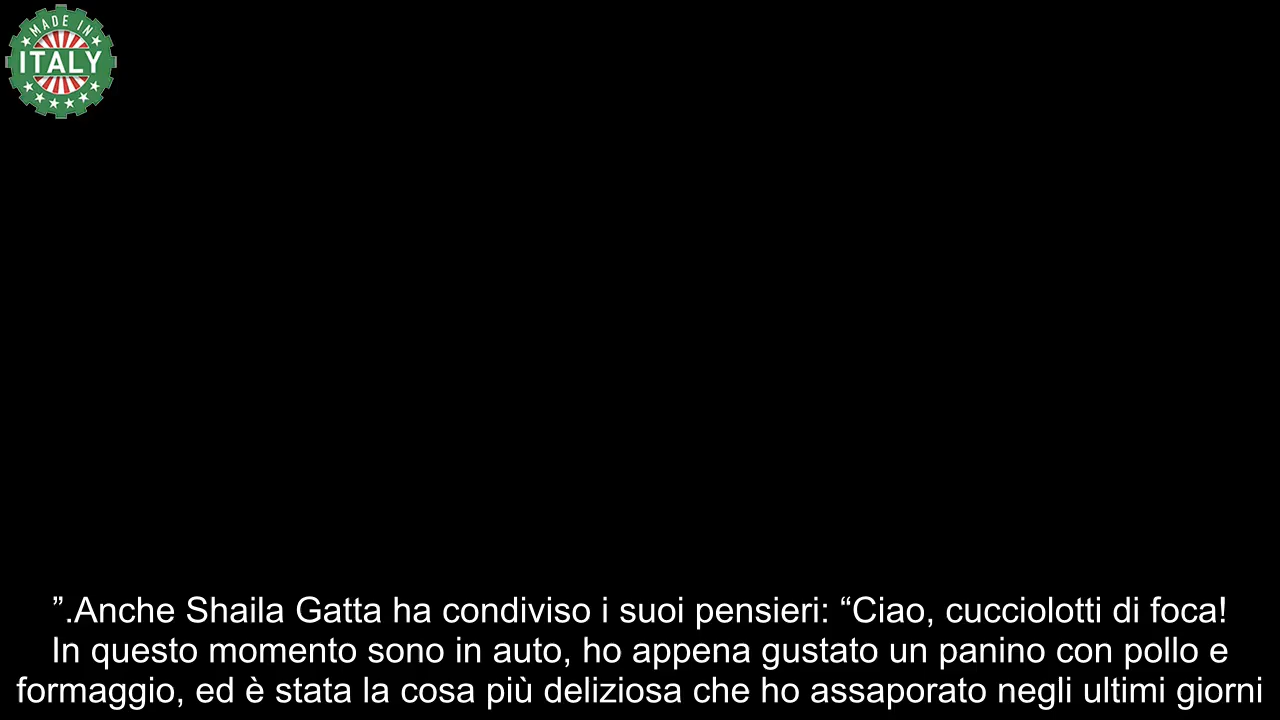 MADE IN
ITALY
”.Anche Shaila Gatta ha condiviso i suoi pensieri: “Ciao, cucciolotti di foca!
In questo momento sono in auto, ho appena gustato un panino con pollo e
formaggio, ed è stata la cosa più deliziosa che ho assaporato negli ultimi giorni